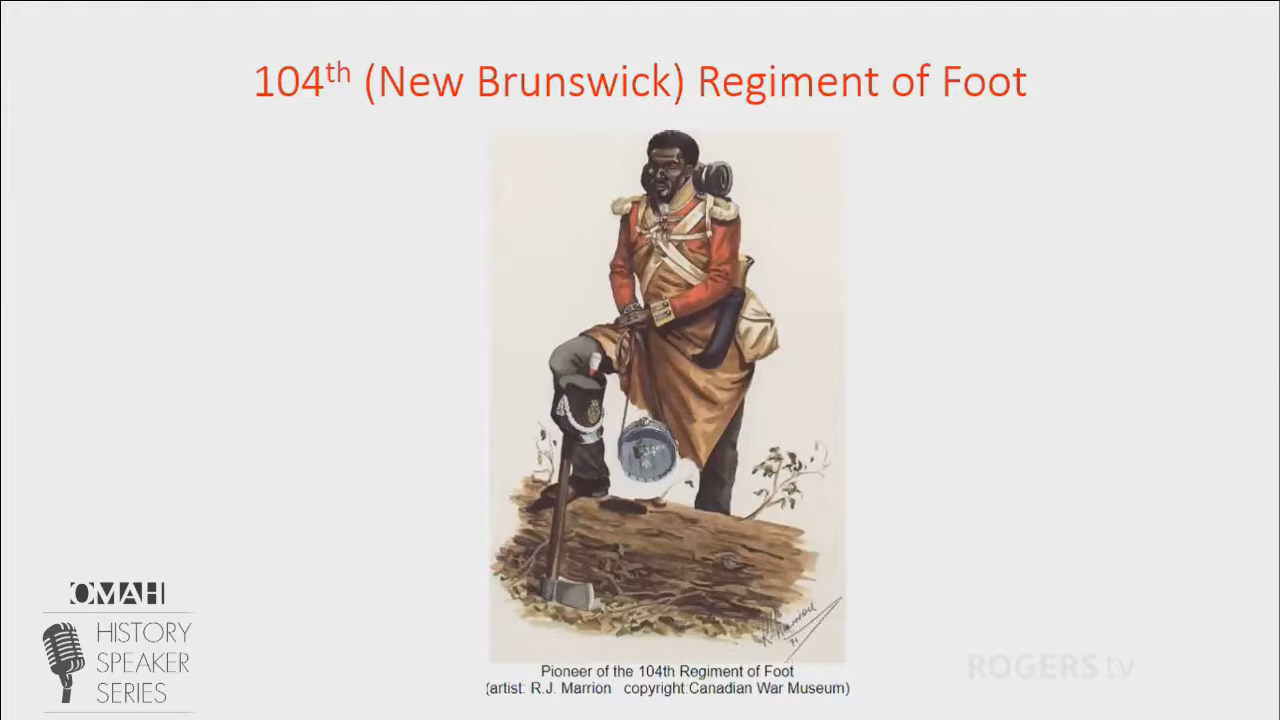 104th (New Brunswick) Regiment of Foot
Pioneer of the 104th Regiment of Foot
(artist: R.J. Marrion copyright:Canadian War Museum)
OMAH
HISTORY
SPEAKER
SERIES
ROGERS tv